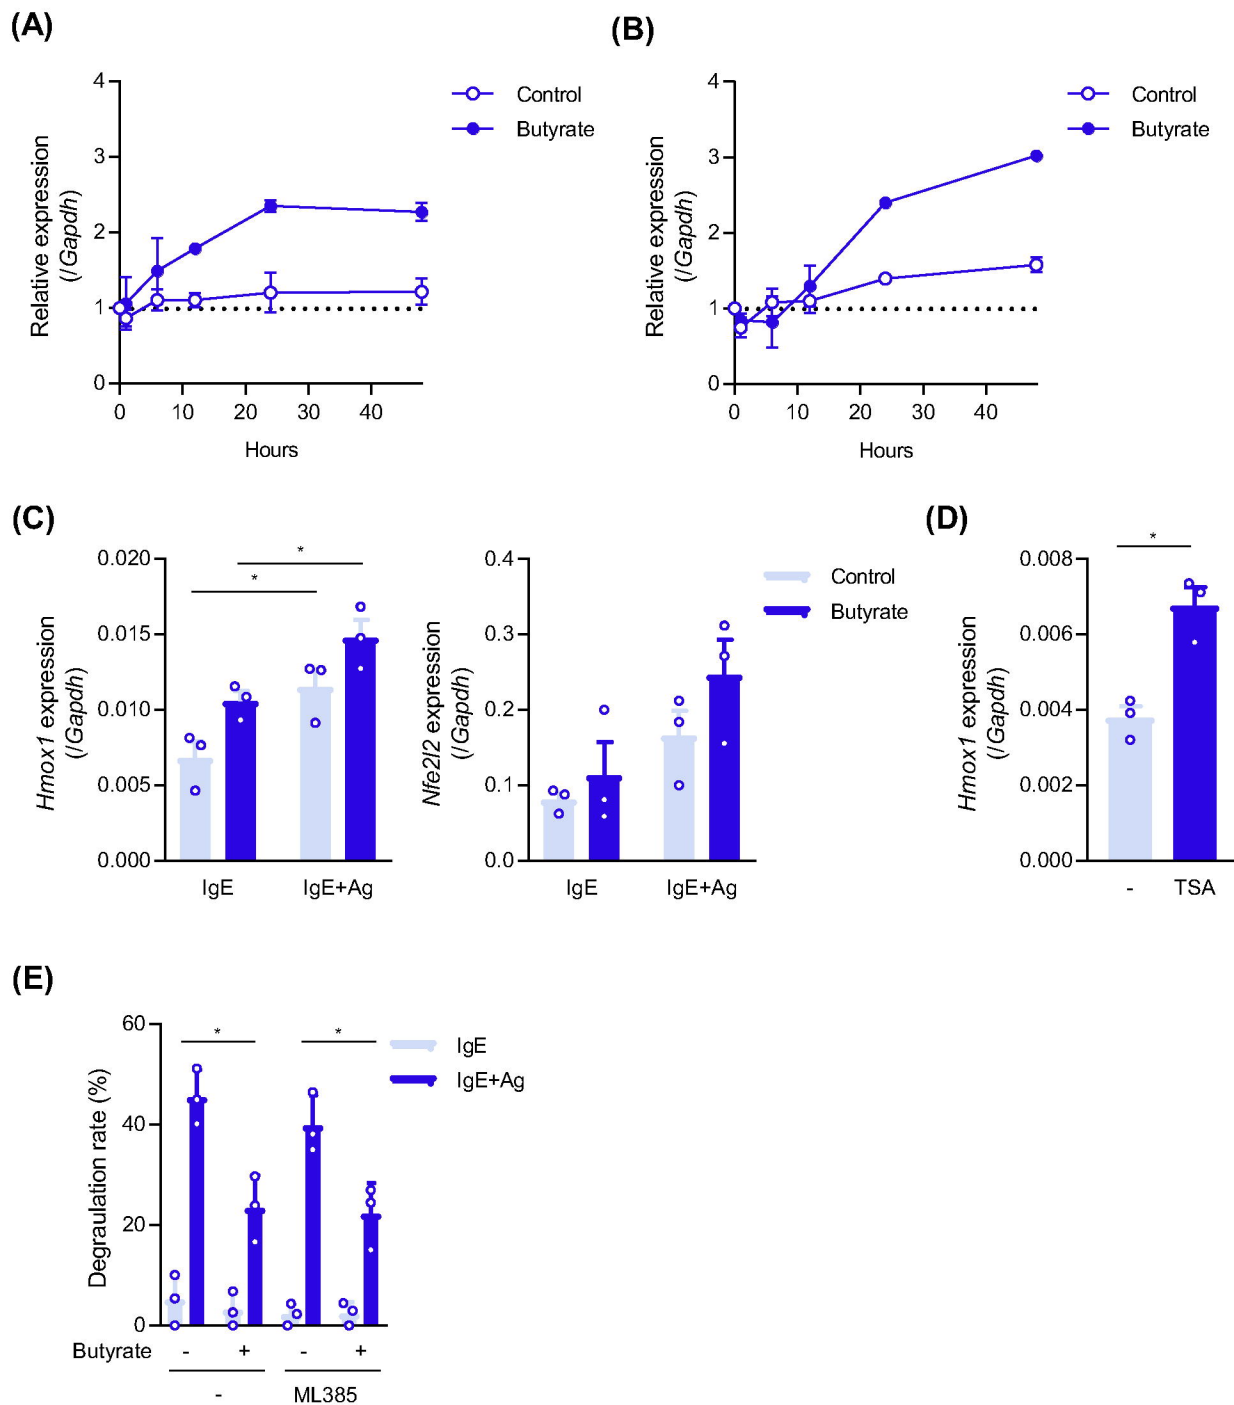 (A)
4
3
2
1
0
0 10 20 30 40
Relative expression
(/Gapdh)
Hours
Control
Butyrate
(B)
4
3
2
1
0
0 10 20 30 40
Relative expression
(/Gapdh)
Hours
Control
Butyrate
(C)
0.020
0.015
0.010
0.005
0.000
Hmox1 expression
(/Gapdh)
*
*
IgE IgE+Ag
0.4
0.3
0.2
0.1
0.0
Nfe2l2 expression
(/Gapdh)
IgE IgE+Ag
Control
Butyrate
(D)
0.008
0.006
0.004
0.002
0.000
Hmox1 expression
(/Gapdh)
*
- TSA
(E)
60
40
20
0
Degraulation rate (%)
* *
IgE
IgE+Ag
Butyrate - + - +
- ML385